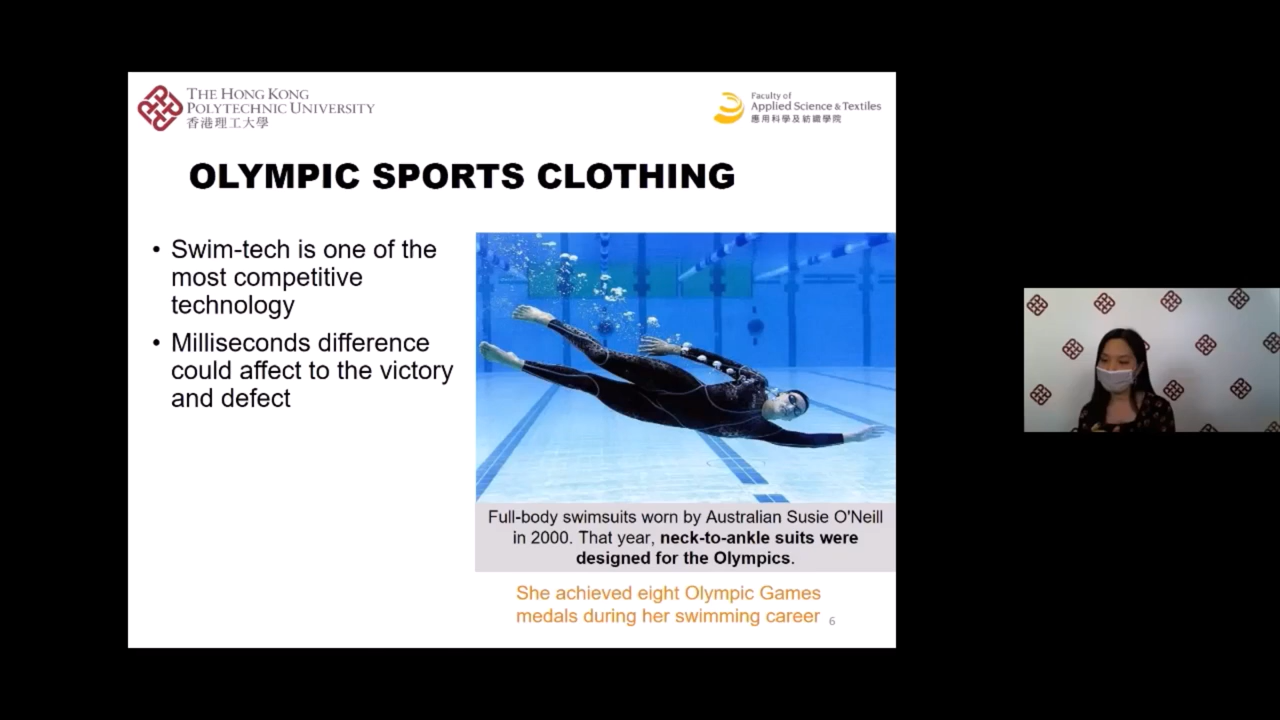 THE HONG KONG
POLYTECHNIC UNIVERSITY
香港理工大學
Faculty of
Applied Science & Textiles
應用科學及紡織學院
OLYMPIC SPORTS CLOTHING
• Swim-tech is one of the
most competitive
technology
• Milliseconds difference
could affect to the victory
and defect
Full-body swimsuits worn by Australian Susie O'Neill
in 2000. That year, neck-to-ankle suits were
designed for the Olympics.
She achieved eight Olympic Games
medals during her swimming career
6